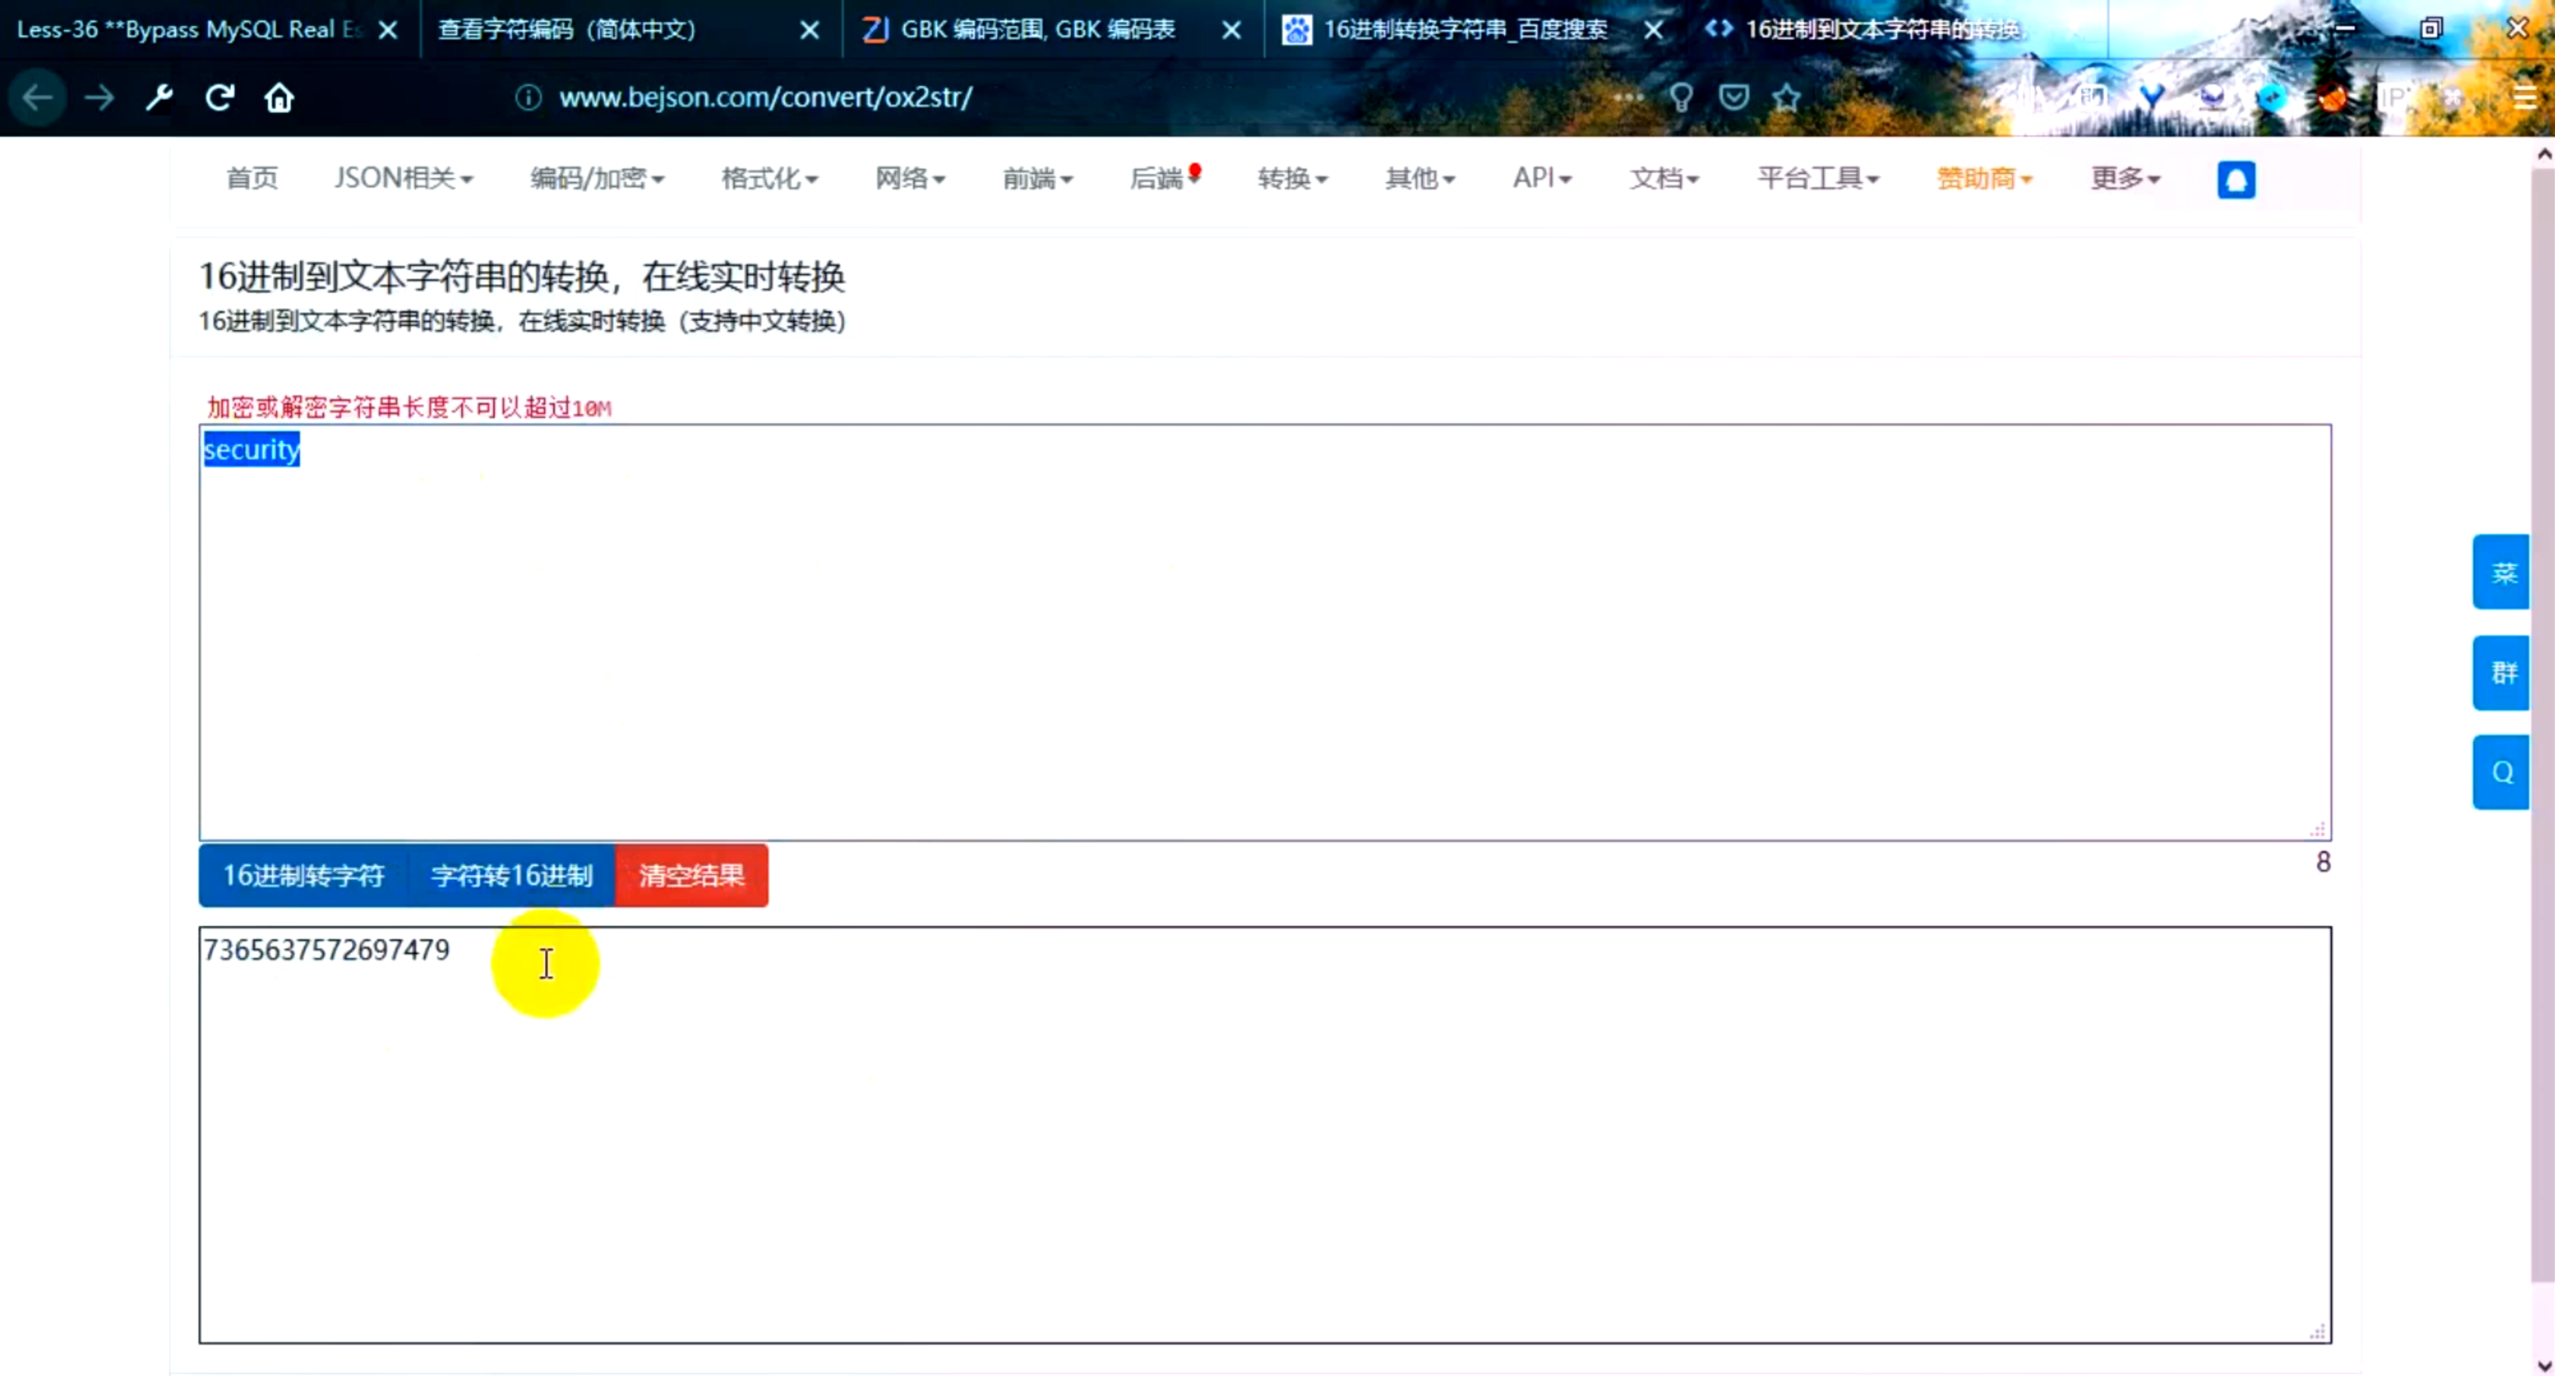 Less-36 **Bypass MySQL Real Es
查看字符编码（简体中文）
GBK 编码范围, GBK 编码表
16进制转换字符串_百度搜索
16进制到文本字符串的转换,
www.bejson.com/convert/ox2str/
首页 JSON相关 编码/加密 格式化 网络 前端 后端 转换 其他 API 文档 平台工具 赞助商 更多
16进制到文本字符串的转换，在线实时转换
16进制到文本字符串的转换，在线实时转换（支持中文转换）
加密或解密字符串长度不可以超过10M
security
菜
群
Q
16进制转字符 字符转16进制 清空结果
8
7365637572697479